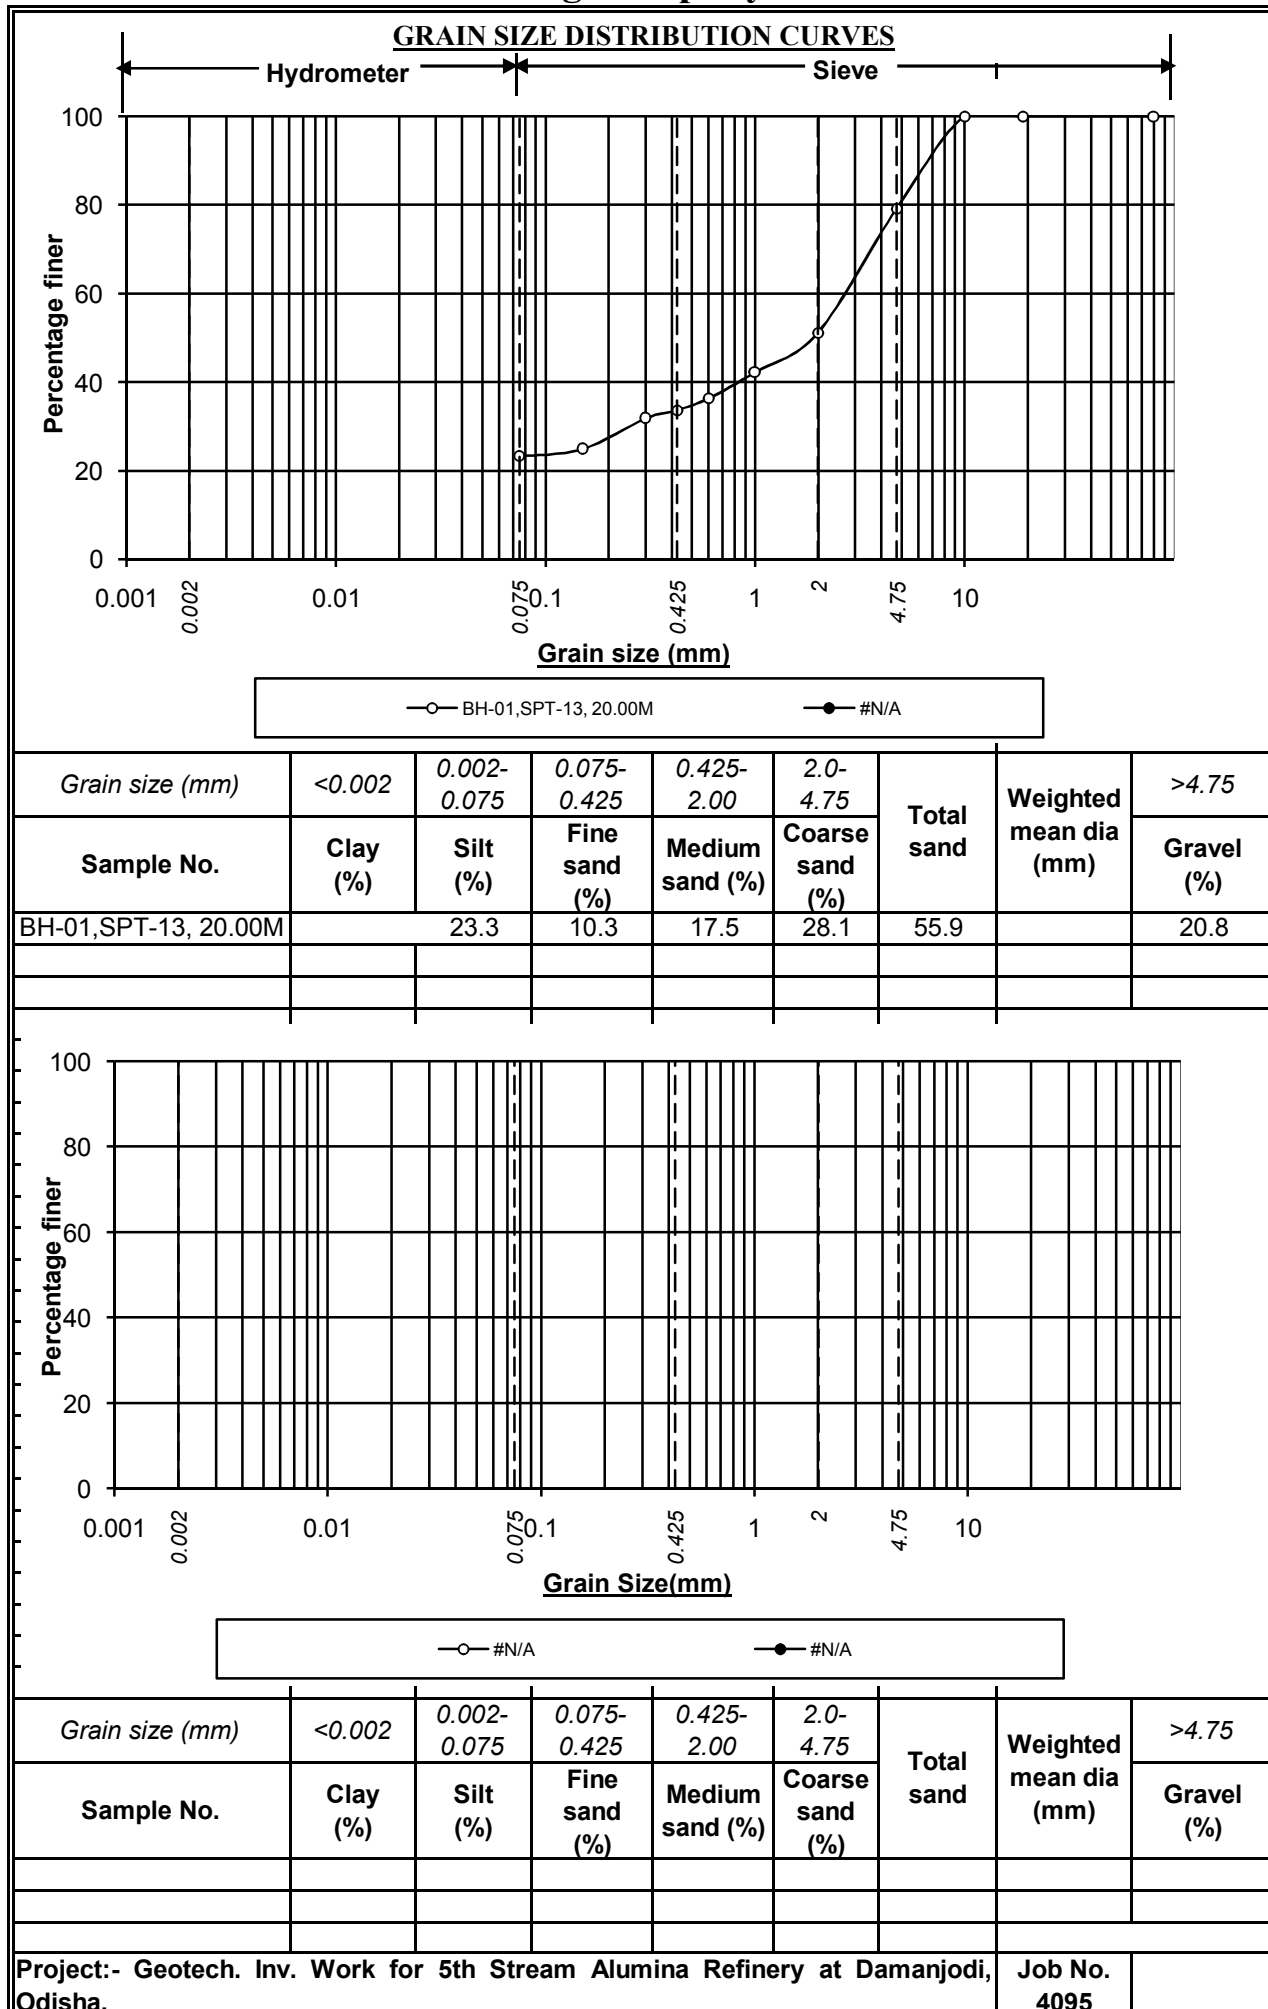 GRAIN SIZE DISTRIBUTION CURVES
Hydrometer Sieve
100
80
60
40
20
0
Percentage finer
0.001 0.002 0.01 0.075 0.1 0.425 1 2 4.75 10
Grain size (mm)
BH-01,SPT-13, 20.00M #N/A
Grain size (mm) <0.002 0.002-0.075 0.075-0.425 0.425-2.00 2.0-4.75 Total sand Weighted mean dia (mm) >4.75
Sample No. Clay (%) Silt (%) Fine sand (%) Medium sand (%) Coarse sand (%) Gravel (%)
BH-01,SPT-13, 20.00M 23.3 10.3 17.5 28.1 55.9 20.8
100
80
60
40
20
0
Percentage finer
0.001 0.002 0.01 0.075 0.1 0.425 1 2 4.75 10
Grain Size(mm)
#N/A #N/A
Grain size (mm) <0.002 0.002-0.075 0.075-0.425 0.425-2.00 2.0-4.75 Total sand Weighted mean dia (mm) >4.75
Sample No. Clay (%) Silt (%) Fine sand (%) Medium sand (%) Coarse sand (%) Gravel (%)
Project:- Geotech. Inv. Work for 5th Stream Alumina Refinery at Damanjodi, Job No.
Odisha. 4095